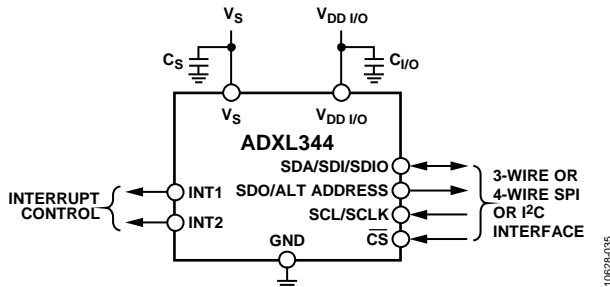 VS
VDD I/O
CS
CI/O
VS
VDD I/O
ADXL344
SDA/SDI/SDIO
SDO/ALT ADDRESS
SCL/SCLK
CS
INT1
INT2
GND
INTERRUPT
CONTROL
3-WIRE OR
4-WIRE SPI
OR I2C
INTERFACE
10628-035